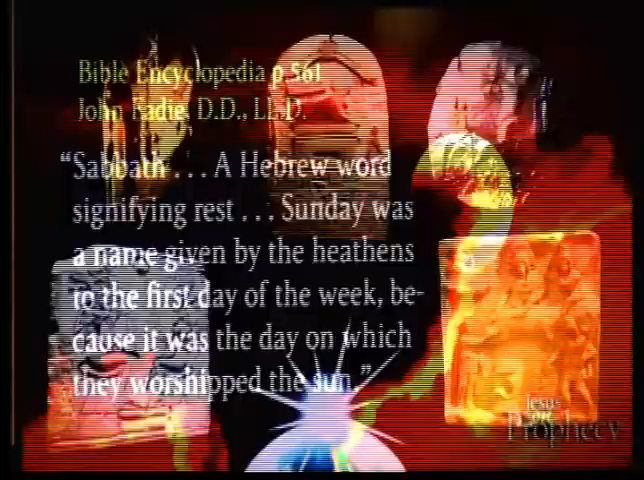 Bible Encyclopedia p.561
John Eadie, D.D., LL.D.
“Sabbath . . . A Hebrew word
signifying rest . . . Sunday was
a name given by the heathens
to the first day of the week, be-
cause it was the day on which
they worshipped the sun.”
Jesus
Prophecy